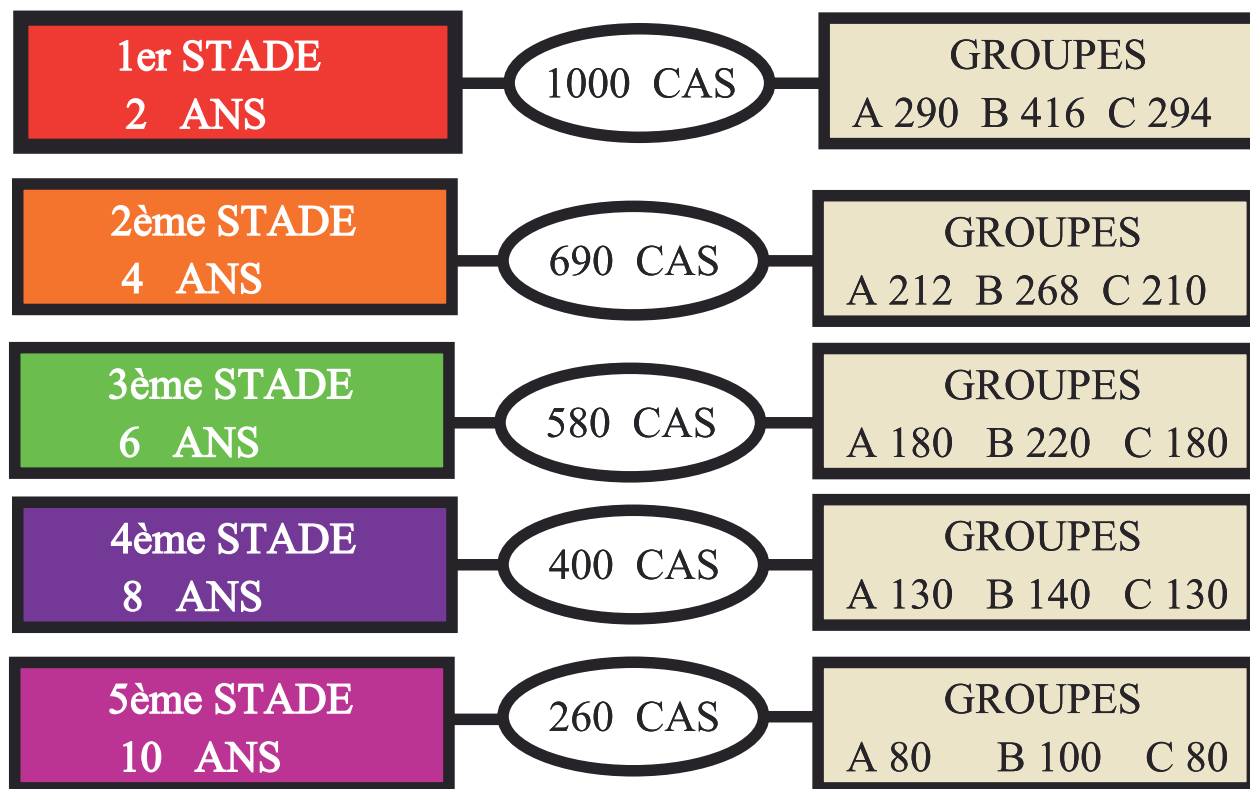 1er STADE
2 ANS
1000 CAS
GROUPES
A 290 B 416 C 294
2ème STADE
4 ANS
690 CAS
GROUPES
A 212 B 268 C 210
3ème STADE
6 ANS
580 CAS
GROUPES
A 180 B 220 C 180
4ème STADE
8 ANS
400 CAS
GROUPES
A 130 B 140 C 130
5ème STADE
10 ANS
260 CAS
GROUPES
A 80 B 100 C 80